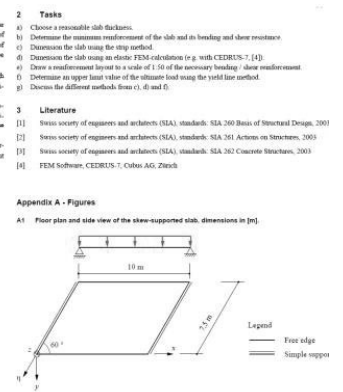 2 Tasks
a) Choose a reasonable slab thickness.
b) Determine the minimum reinforcement of the slab and its bending and shear resistance.
c) Dimension the slab using the strip method.
d) Dimension the slab using an elastic FEM-calculation (e.g. with CEDRUS-7, [4]).
e) Draw a reinforcement layout to a scale of 1:50 of the necessary bending / shear reinforcement.
f) Determine an upper limit value of the ultimate load using the yield line method.
g) Discuss the different methods from c), d) and f).
3 Literature
[1] Swiss society of engineers and architects (SIA), standards: SIA 260 Basis of Structural Design, 2003
[2] Swiss society of engineers and architects (SIA), standards: SIA 261 Actions on Structures, 2003
[3] Swiss society of engineers and architects (SIA), standards: SIA 262 Concrete Structures, 2003
[4] FEM Software, CEDRUS-7, Cubus AG, Zürich
Appendix A - Figures
A1 Floor plan and side view of the skew-supported slab, dimensions in [m].
10 m
7.5 m
Legend
Free edge
Simple suppor
60 °
z
x
η
y